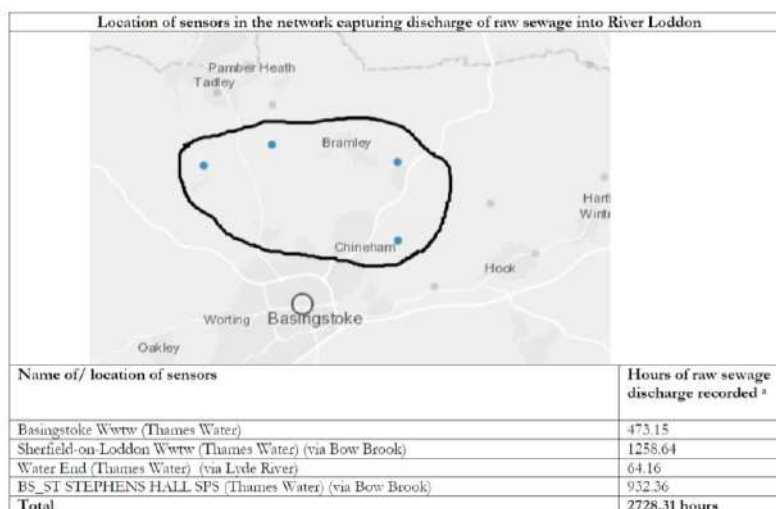 Location of sensors in the network capturing discharge of raw sewage into River Loddon
Pamber Heath
Tadley
Bramley
Hartl
Wint
Chineham
Hook
Worting
Basingstoke
Oakley
Name of/ location of sensors
Hours of raw sewage
discharge recorded ª
Basingstoke Wwtw (Thames Water)
473.15
Sherfield-on-Loddon Wwtw (Thames Water) (via Bow Brook)
1258.64
Water End (Thames Water) (via Lyde River)
64.16
BS_ST STEPHENS HALL SPS (Thames Water) (via Bow Brook)
932.36
Total
2728.31 hours